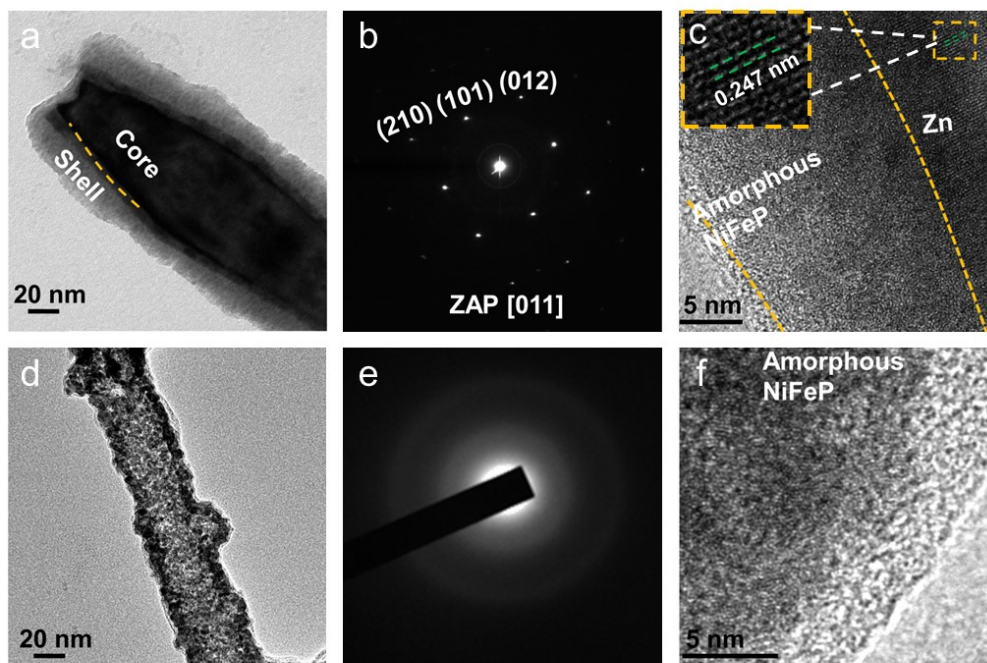 a
Core
Shell
20 nm
b
(210) (101) (012)
ZAP [011]
c
0.247 nm
Zn
Amorphous
NiFeP
5 nm
d
20 nm
e
f
Amorphous
NiFeP
5 nm